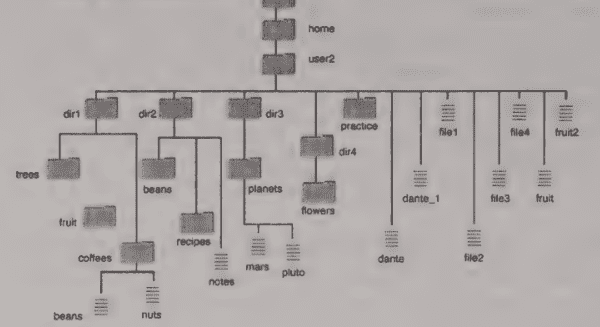 home
user2
dir1
dir2
dir3
practice
file1
file4
fruit2
dir4
trees
beans
planets
flowers
dante_1
file3
fruit
fruit
recipes
coffees
notes
mars
pluto
dante
file2
beans
nuts